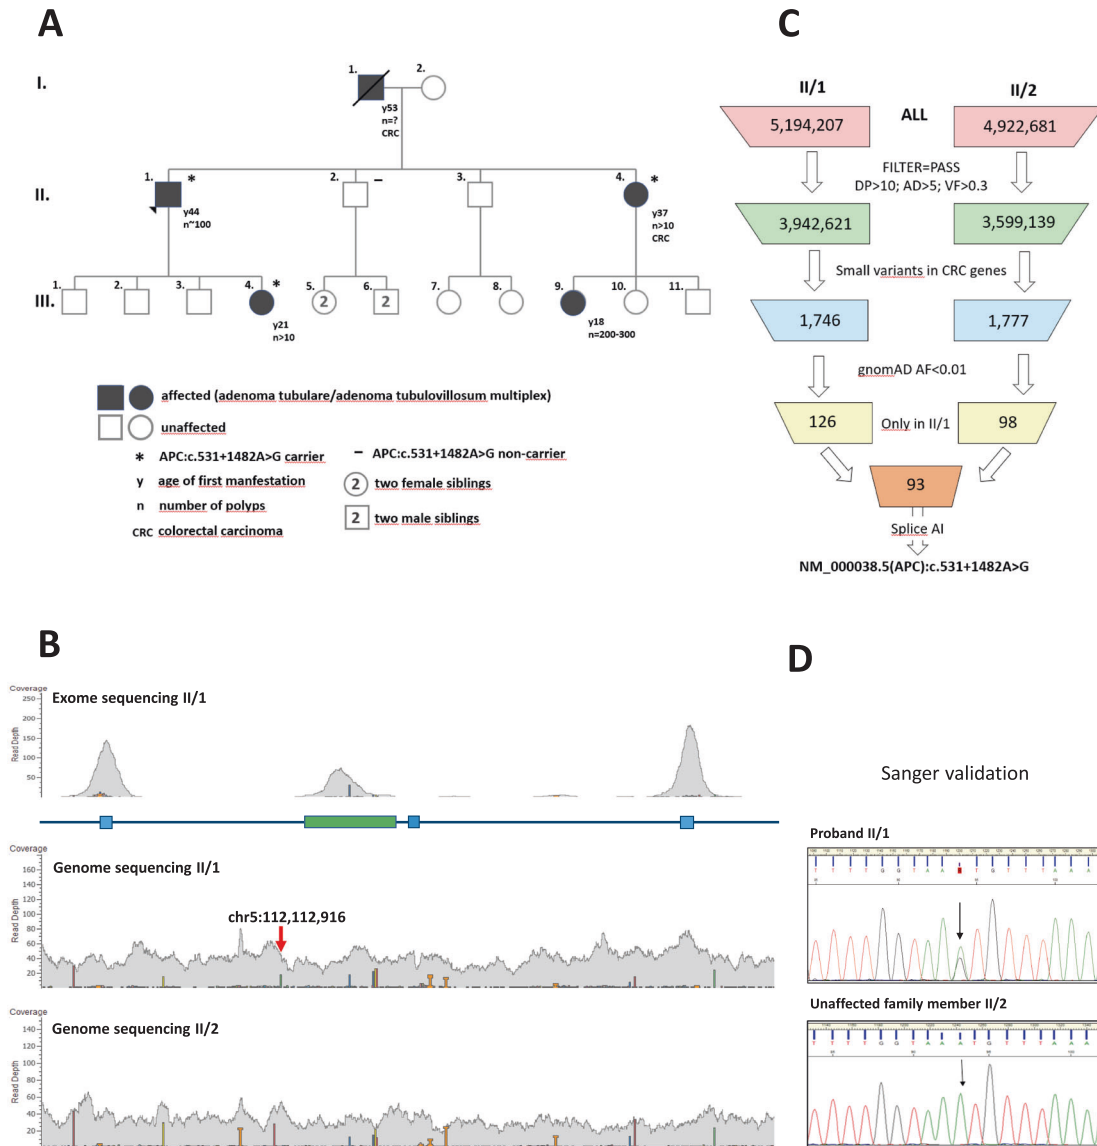 A
I.
1.
2.
y53
n=?
CRC
II.
1.
*
2.
–
3.
4.
*
y44
n~100
y37
n>10
CRC
III.
1.
2.
3.
4.
*
5.
2
6.
2
7.
8.
9.
10.
11.
y21
n>10
y18
n=200-300
affected (adenoma tubulare/adenoma tubulovillosum multiplex)
unaffected
* APC:c.531+1482A>G carrier
– APC:c.531+1482A>G non-carrier
y age of first manfestation
2 two female siblings
n number of polyps
2 two male siblings
CRC colorectal carcinoma
C
II/1
II/2
ALL
5,194,207
4,922,681
FILTER=PASS
DP>10; AD>5; VF>0.3
3,942,621
3,599,139
Small variants in CRC genes
1,746
1,777
gnomAD AF<0.01
126
Only in II/1
98
93
Splice AI
NM_000038.5(APC):c.531+1482A>G
B
Coverage
Exome sequencing II/1
Read Depth
250
200
150
100
50
Coverage
Genome sequencing II/1
Read Depth
160
140
120
100
80
60
40
20
chr5:112,112,916
Coverage
Genome sequencing II/2
Read Depth
140
120
100
80
60
40
20
D
Sanger validation
Proband II/1
T T T T G G T A A T G T T T A A A
Unaffected family member II/2
T T T T G G T A A A T G T T T A A A